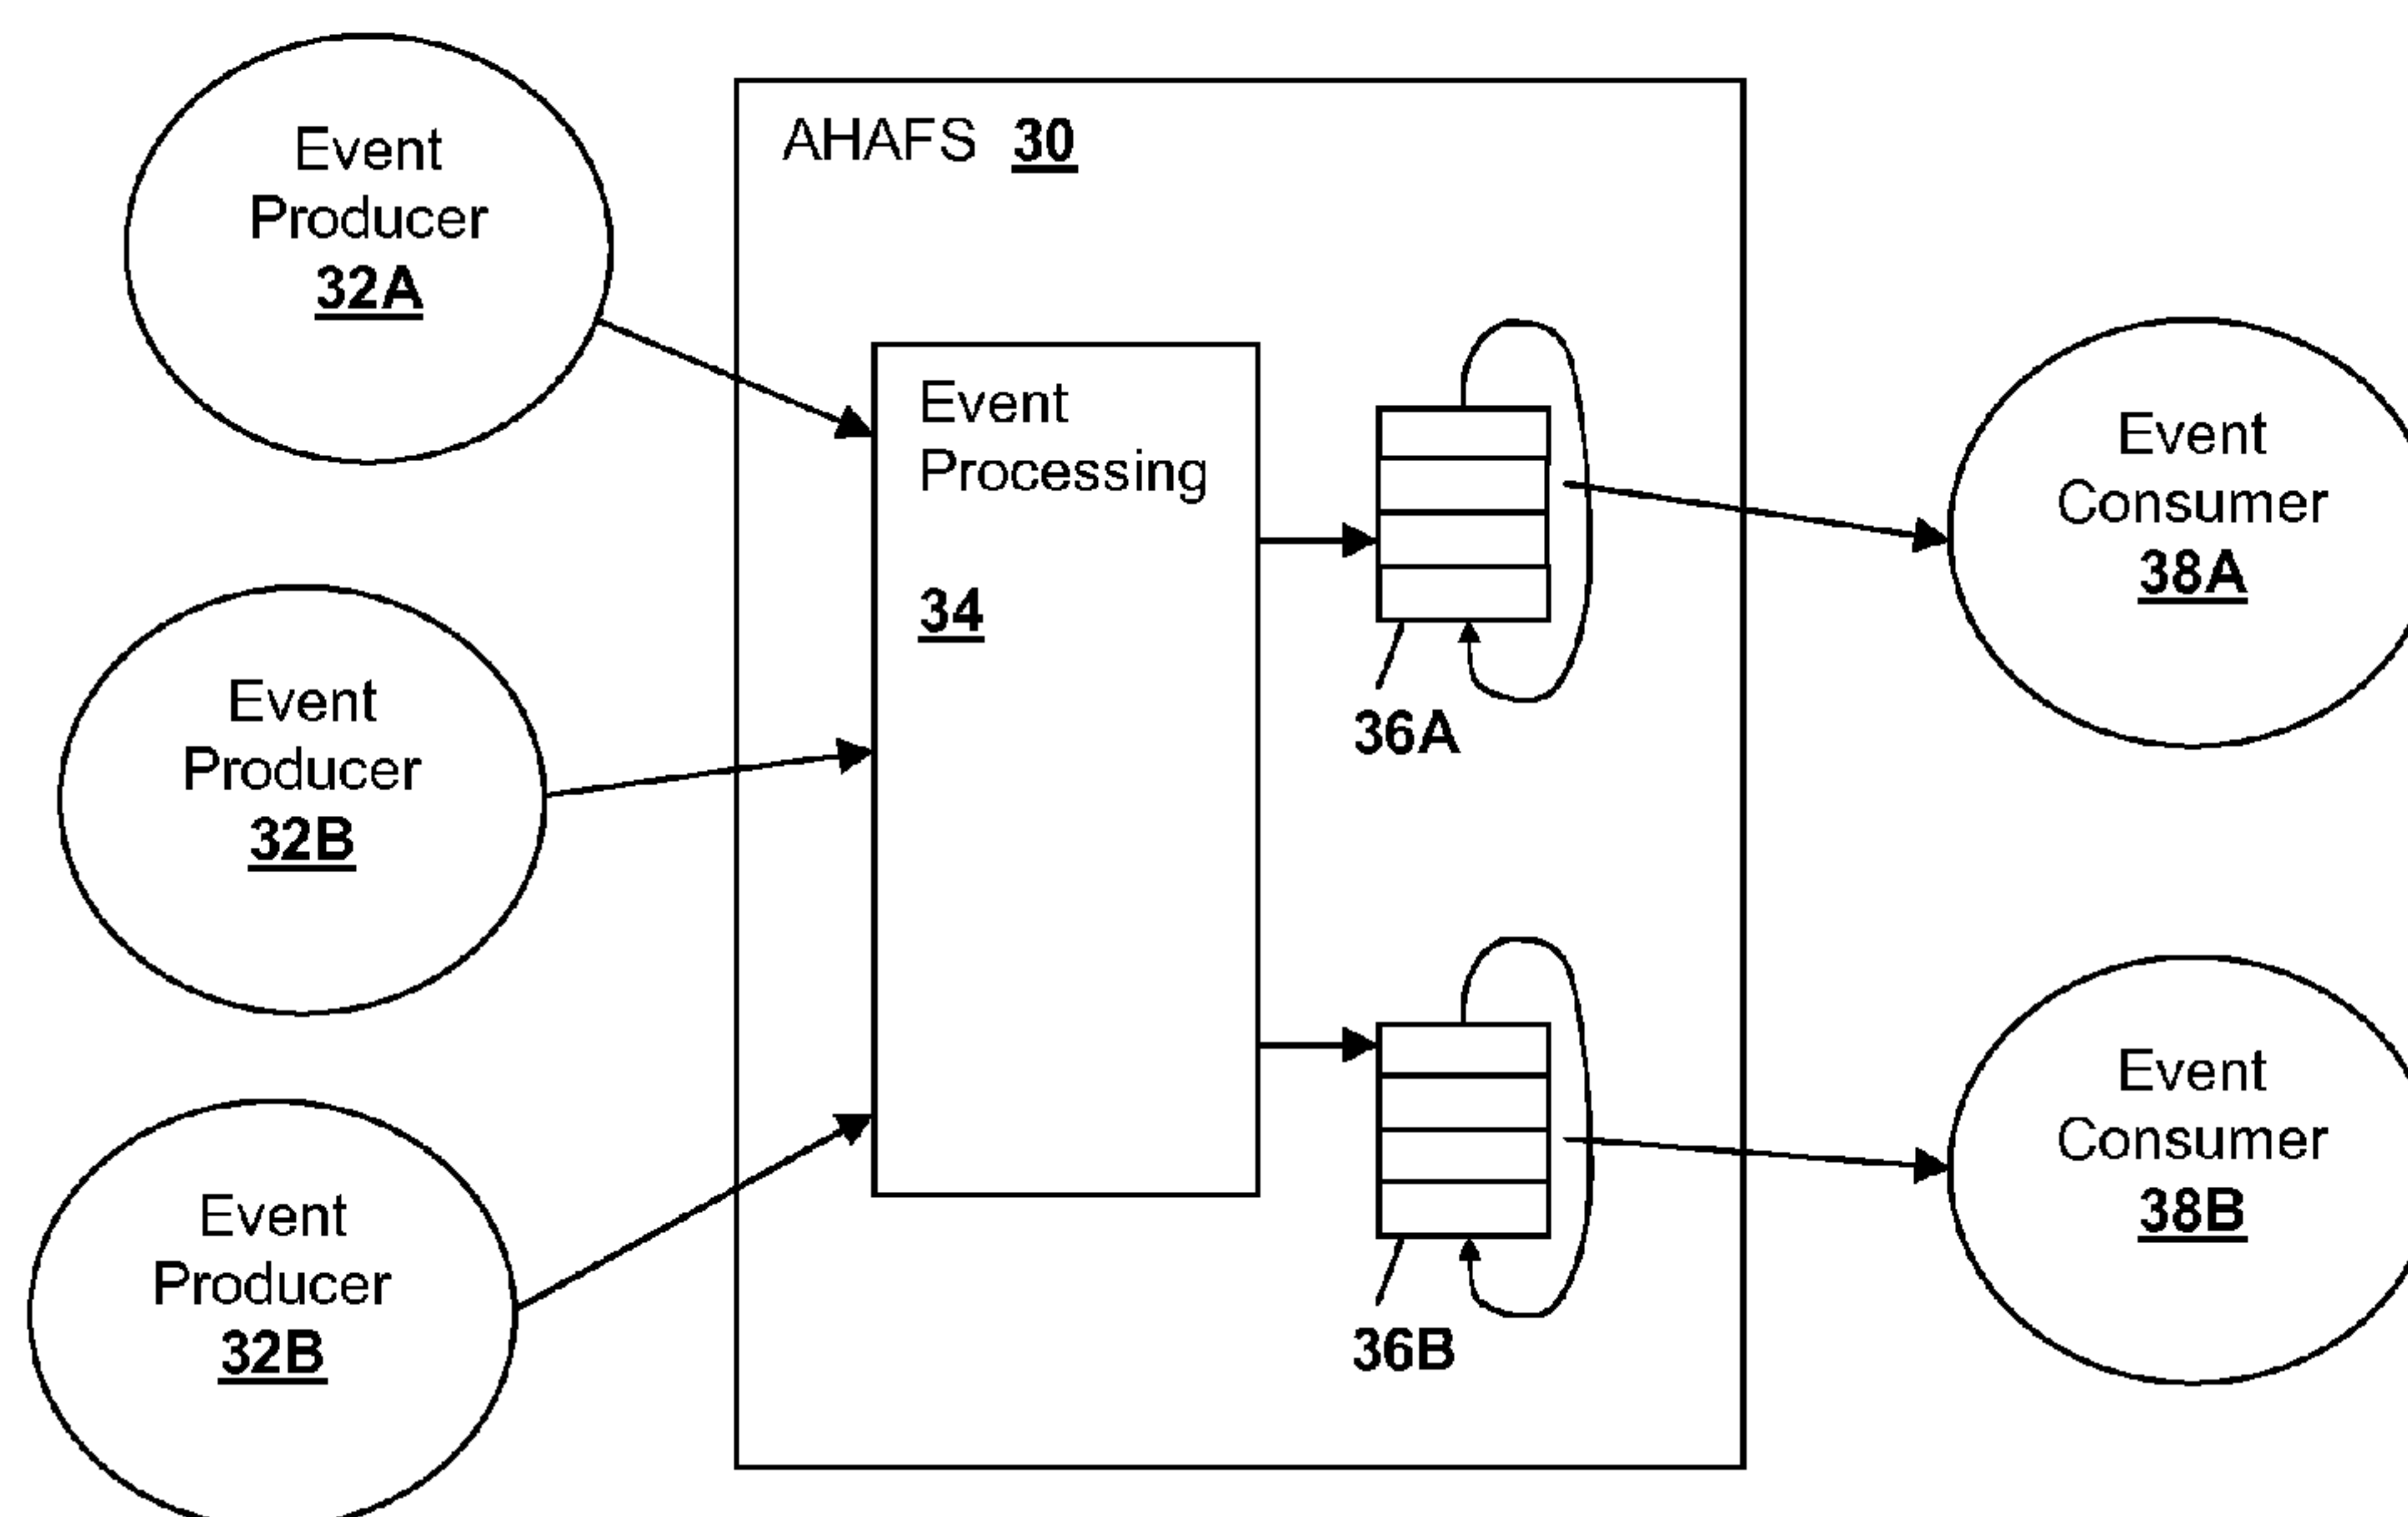 Event
Producer
32A
AHAFS 30
Event
Processing
34
36A
Event
Consumer
38A
Event
Producer
32B
Event
Producer
32B
36B
Event
Consumer
38B